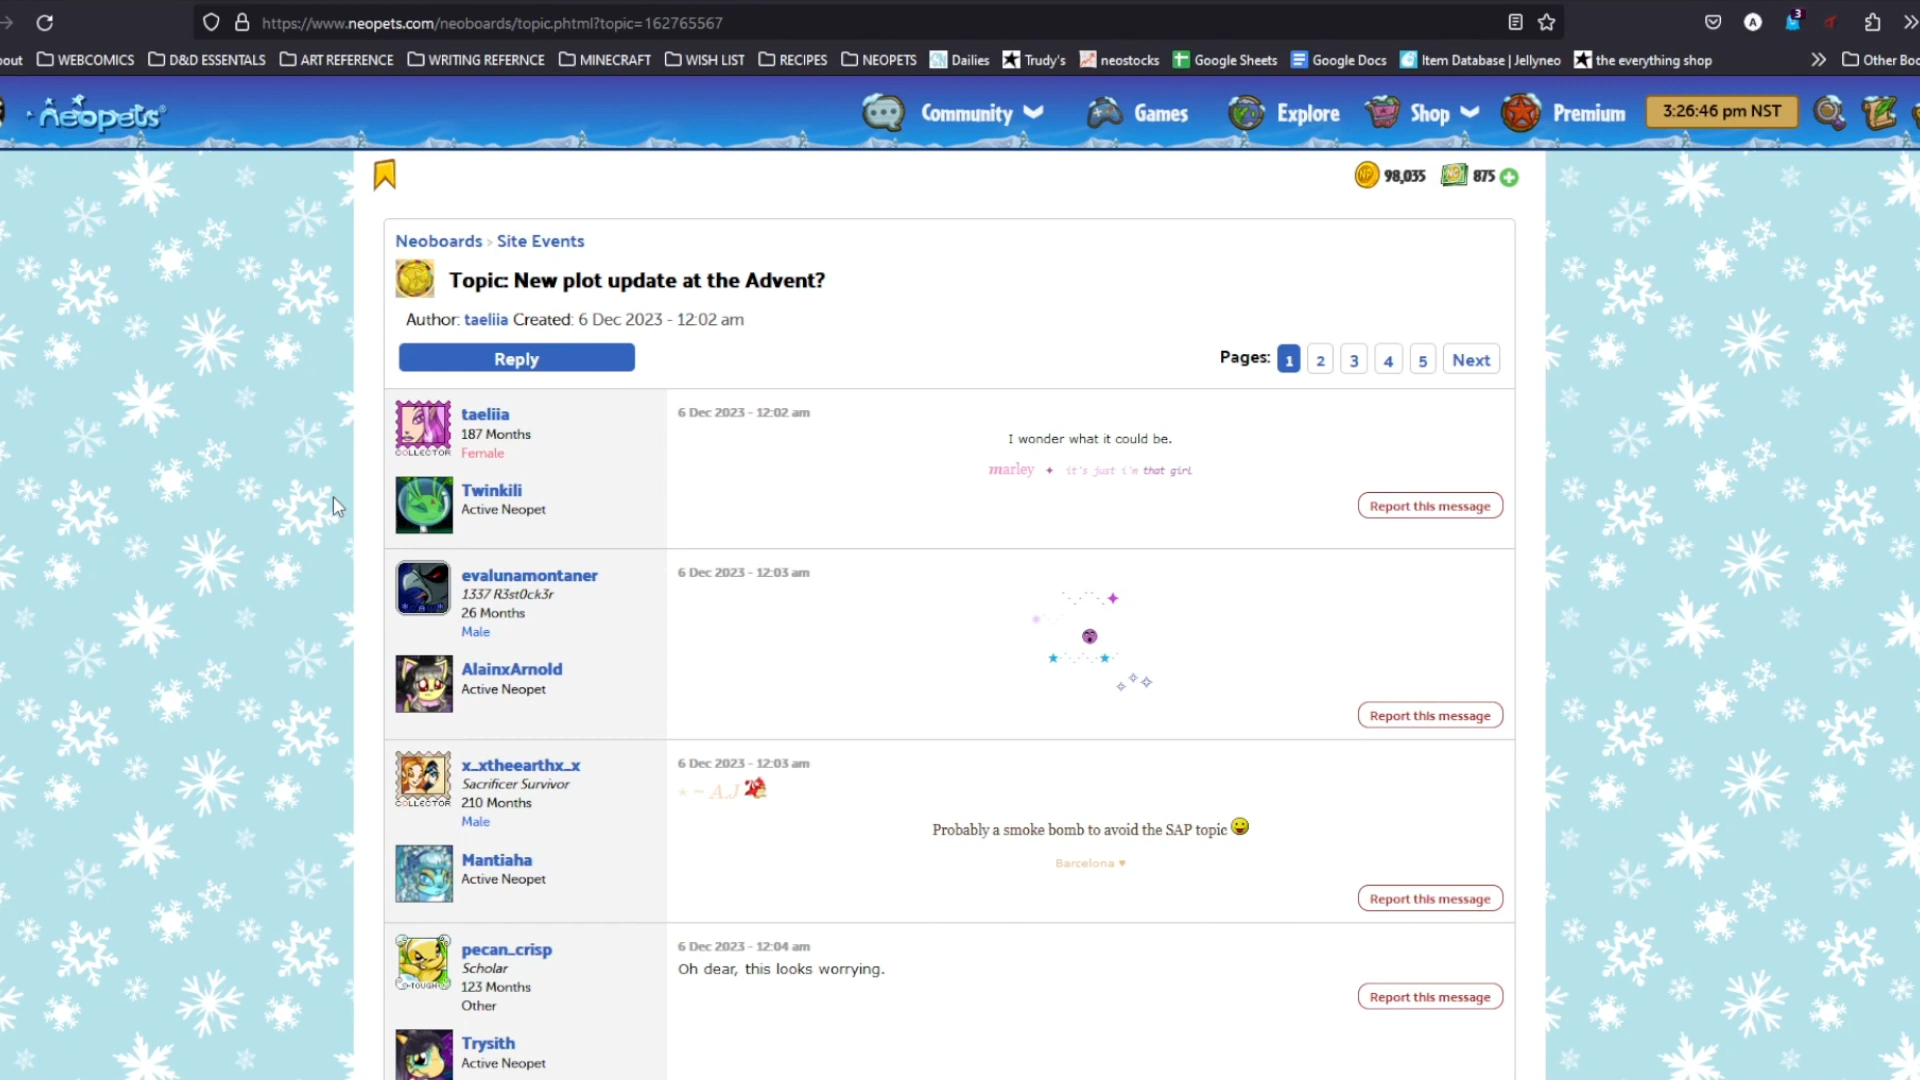 https://www.neopets.com/neoboards/topic.phtml?topic=162765567
3
A
out WEBCOMICS D&D ESSENTALS ART REFERENCE WRITING REFERNCE MINECRAFT WISH LIST RECIPES NEOPETS Dailies Trudy's neostocks Google Sheets Google Docs Item Database | Jellyneo the everything shop Other Boo
neopets
Community Games Explore Shop Premium 3:26:46 pm NST
NP 98,035 875
Neoboards > Site Events
Topic: New plot update at the Advent?
Author: taeliia Created: 6 Dec 2023 - 12:02 am
Reply
Pages: 1 2 3 4 5 Next
taeliia
187 Months
Female
COLLECTOR
Twinkili
Active Neopet
6 Dec 2023 - 12:02 am
I wonder what it could be.
marley ✦ it's just i'm that girl
Report this message
evalunamontaner
1337 R3st0ck3r
26 Months
Male
AlainxArnold
Active Neopet
6 Dec 2023 - 12:03 am
Report this message
x_xtheearthx_x
Sacrificer Survivor
210 Months
COLLECTOR
Male
Mantiaha
Active Neopet
6 Dec 2023 - 12:03 am
★ ~ A.J
Probably a smoke bomb to avoid the SAP topic
Barcelona ♥
Report this message
pecan_crisp
Scholar
123 Months
Other
Trysith
Active Neopet
6 Dec 2023 - 12:04 am
Oh dear, this looks worrying.
Report this message